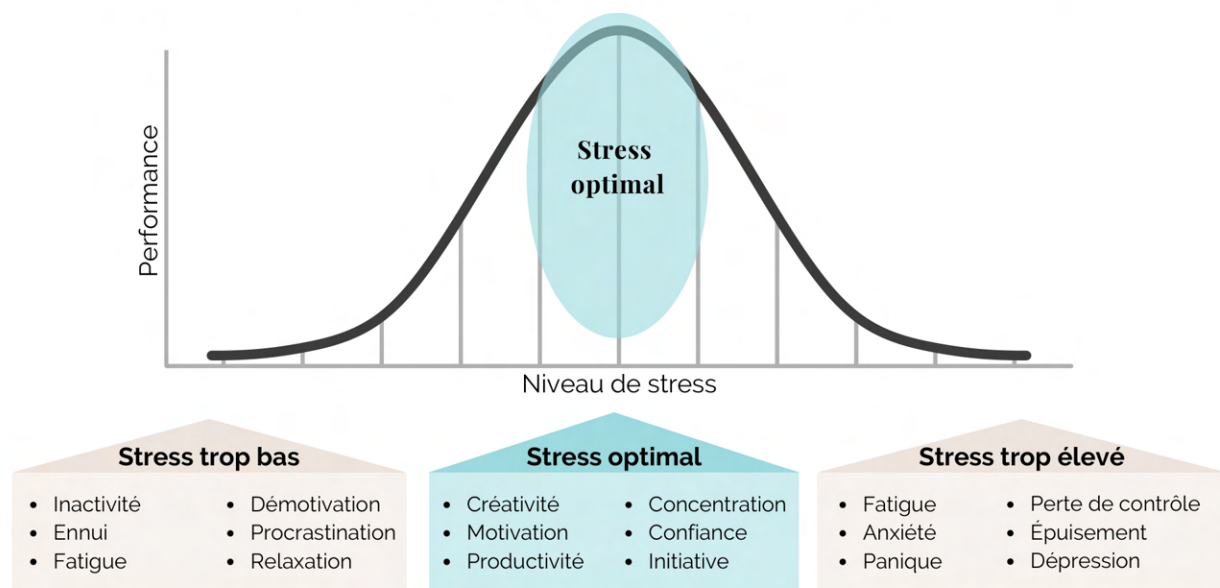 Performance
Stress
optimal
Niveau de stress
Stress trop bas
• Inactivité
• Ennui
• Fatigue
• Démotivation
• Procrastination
• Relaxation
Stress optimal
• Créativité
• Motivation
• Productivité
• Concentration
• Confiance
• Initiative
Stress trop élevé
• Fatigue
• Anxiété
• Panique
• Perte de contrôle
• Épuisement
• Dépression